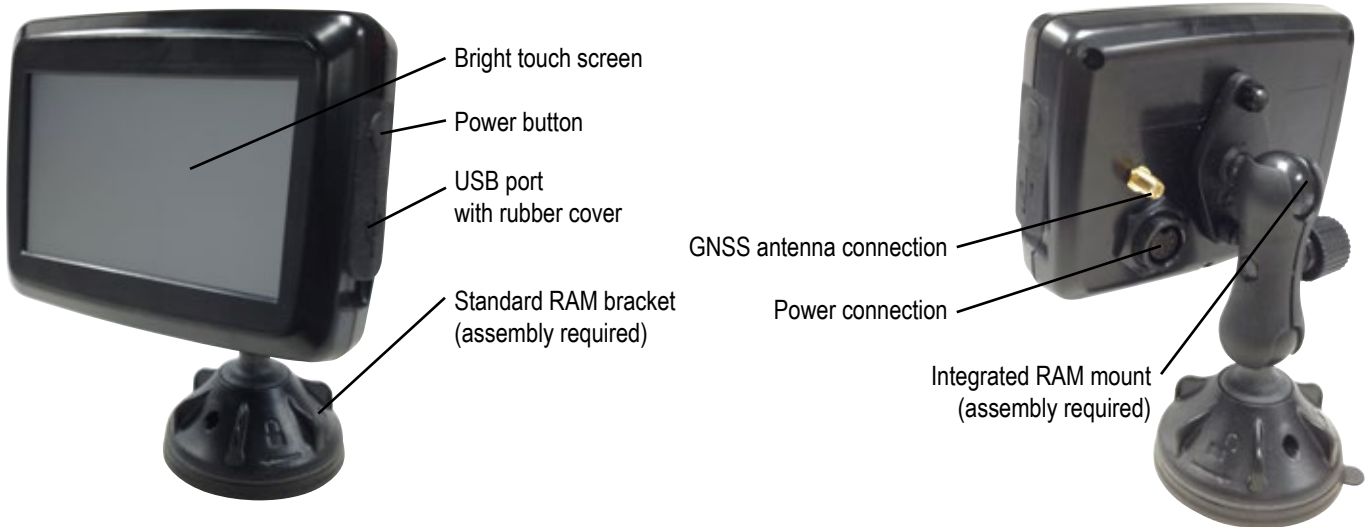 Bright touch screen
Power button
USB port
with rubber cover
Standard RAM bracket
(assembly required)
GNSS antenna connection
Power connection
Integrated RAM mount
(assembly required)